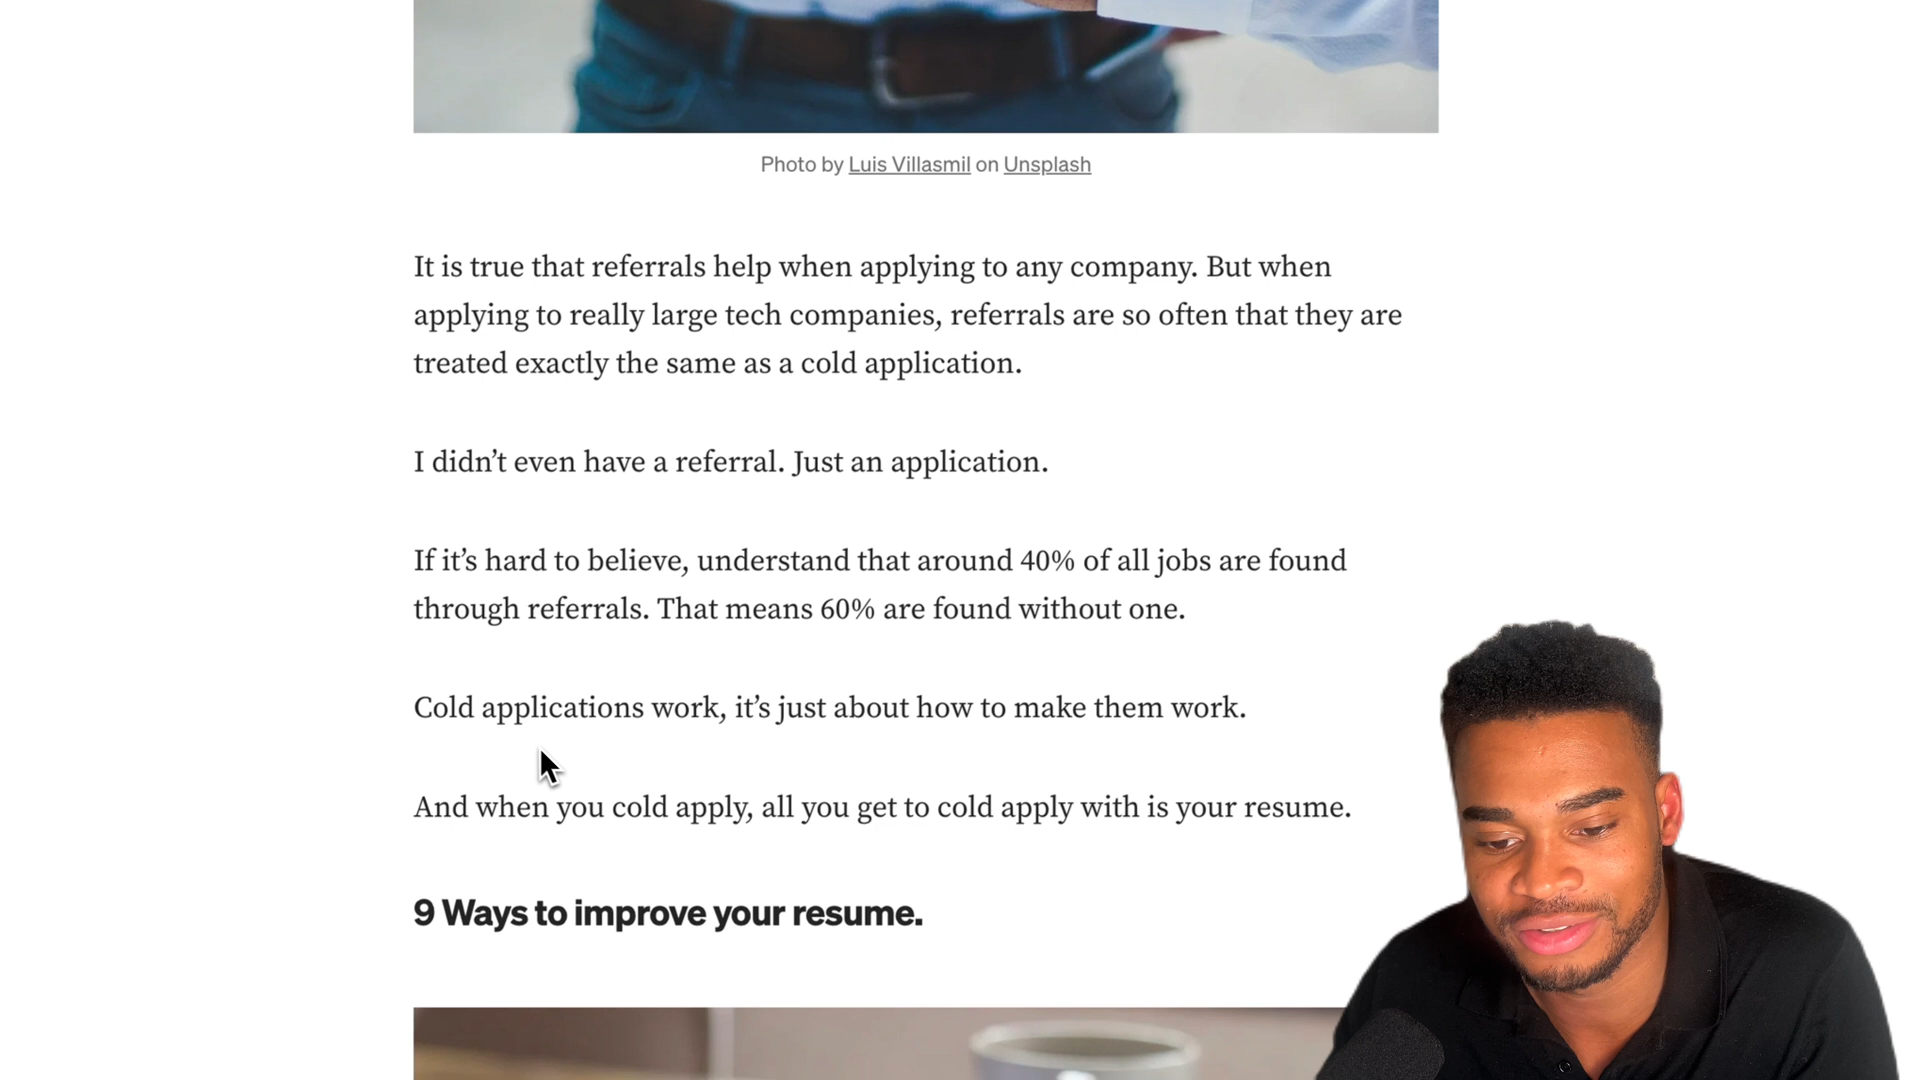 Photo by Luis Villasmil on Unsplash
It is true that referrals help when applying to any company. But when
applying to really large tech companies, referrals are so often that they are
treated exactly the same as a cold application.
I didn’t even have a referral. Just an application.
If it’s hard to believe, understand that around 40% of all jobs are found
through referrals. That means 60% are found without one.
Cold applications work, it’s just about how to make them work.
And when you cold apply, all you get to cold apply with is your resume.
9 Ways to improve your resume.